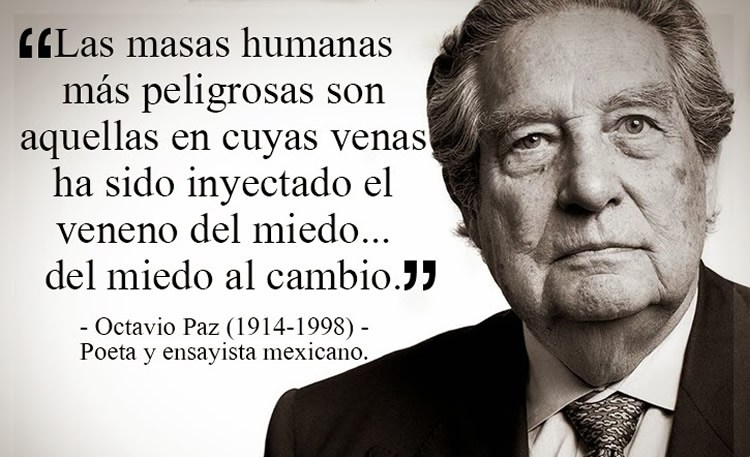 “Las masas humanas
más peligrosas son
aquellas en cuyas venas
ha sido inyectado el
veneno del miedo...
del miedo al cambio.”
- Octavio Paz (1914-1998) -
Poeta y ensayista mexicano.